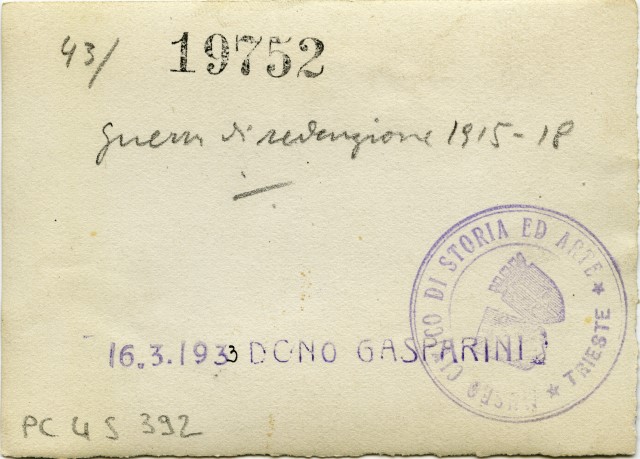 43/ 19752
guerra di redenzione 1915-18
MUSEO CIVICO DI STORIA ED ARTE * TRIESTE *
16.3.1933 DONO GASPARINI
PC 4 S 392